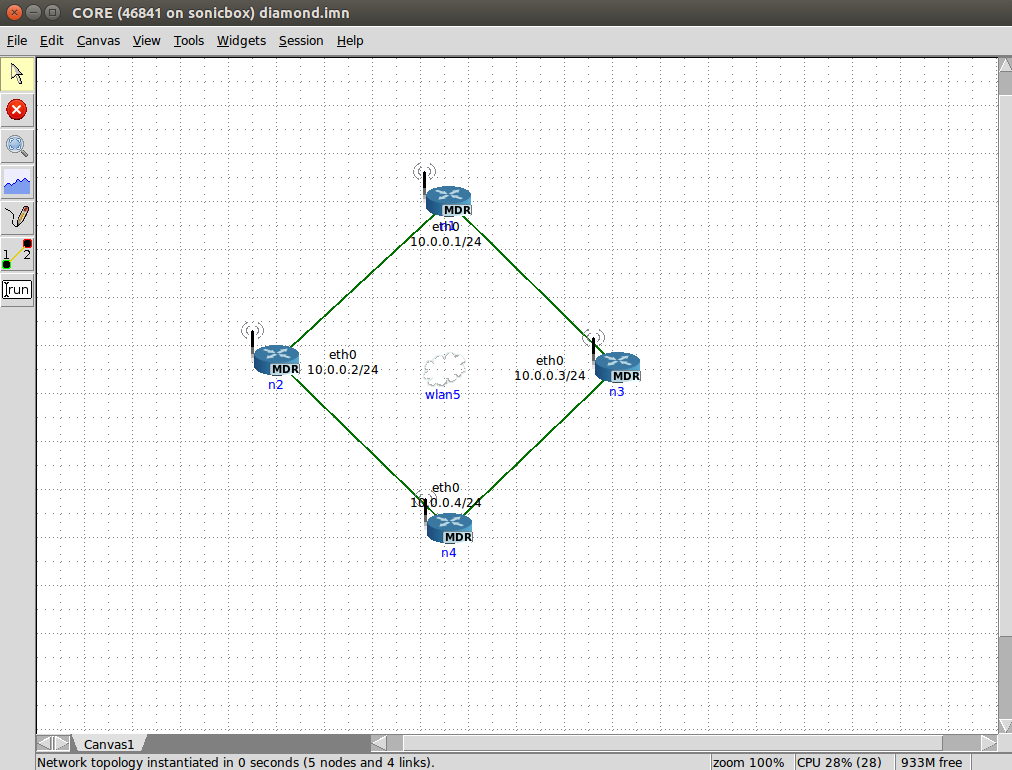 CORE (46841 on sonicbox) diamond.imn
File Edit Canvas View Tools Widgets Session Help
MDR
n1
eth0
10.0.0.1/24
1 2
run
MDR
n2
eth0
10.0.0.2/24
wlan5
eth0
10.0.0.3/24
MDR
n3
eth0
10.0.0.4/24
MDR
n4
Canvas1
Network topology instantiated in 0 seconds (5 nodes and 4 links).
zoom 100%
CPU 28% (28)
933M free